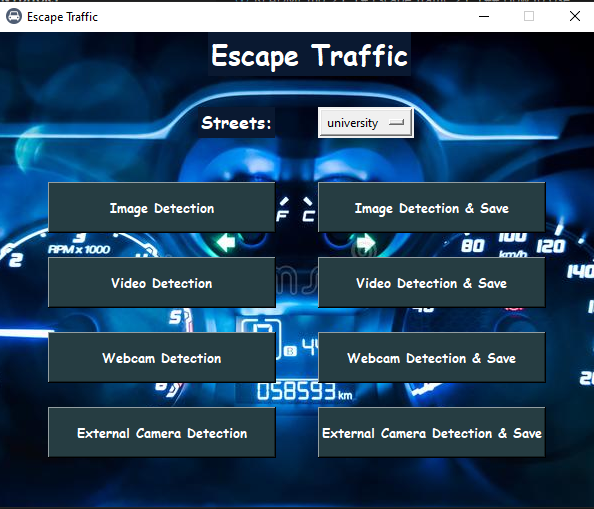 Escape Traffic
Escape Traffic
Streets: university
Image Detection Image Detection & Save
F C
2 3 RPM x 1000 80 100 120 km/h 140
Video Detection Video Detection & Save
5
Webcam Detection Webcam Detection & Save
6
058593 km
External Camera Detection External Camera Detection & Save